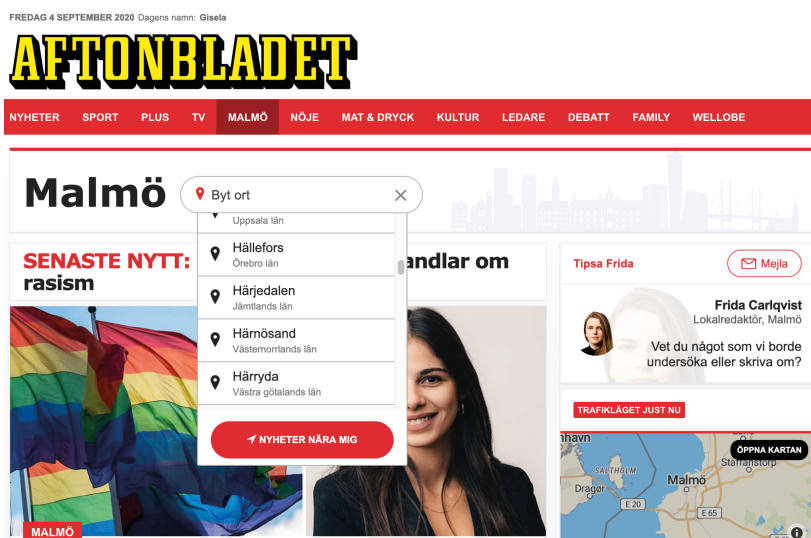 FREDAG 4 SEPTEMBER 2020 Dagens namn: Gisela
AFTONBLADET
NYHETER SPORT PLUS TV MALMÖ NÖJE MAT & DRYCK KULTUR LEDARE DEBATT FAMILY WELLOBE
Malmö
Byt ort
Uppsala län
Hällefors
Örebro län
Härjedalen
Jämtlands län
Härnösand
Västernorrlands län
Härryda
Västra götalands län
NYHETER NÄRA MIG
SENASTE NYTT: andlar om
rasism
MALMÖ
Tipsa Frida
Mejla
Frida Carlqvist
Lokalredaktör, Malmö
Vet du något som vi borde
undersöka eller skriva om?
TRAFIKLÄGET JUST NU
ÖPPNA KARTAN
nhavn
Staffanstorp
SALTHOLM
Malmö
Dragør
E 20
E 65